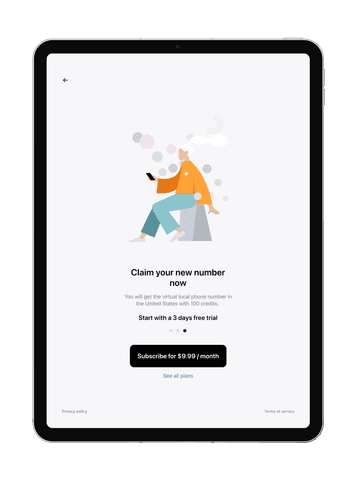 Claim your new number
now
You will get the virtual local phone number in
the United States with 100 credits.
Start with a 3 days free trial
Subscribe for $9.99 / month
See all plans
Privacy policy
Terms of service